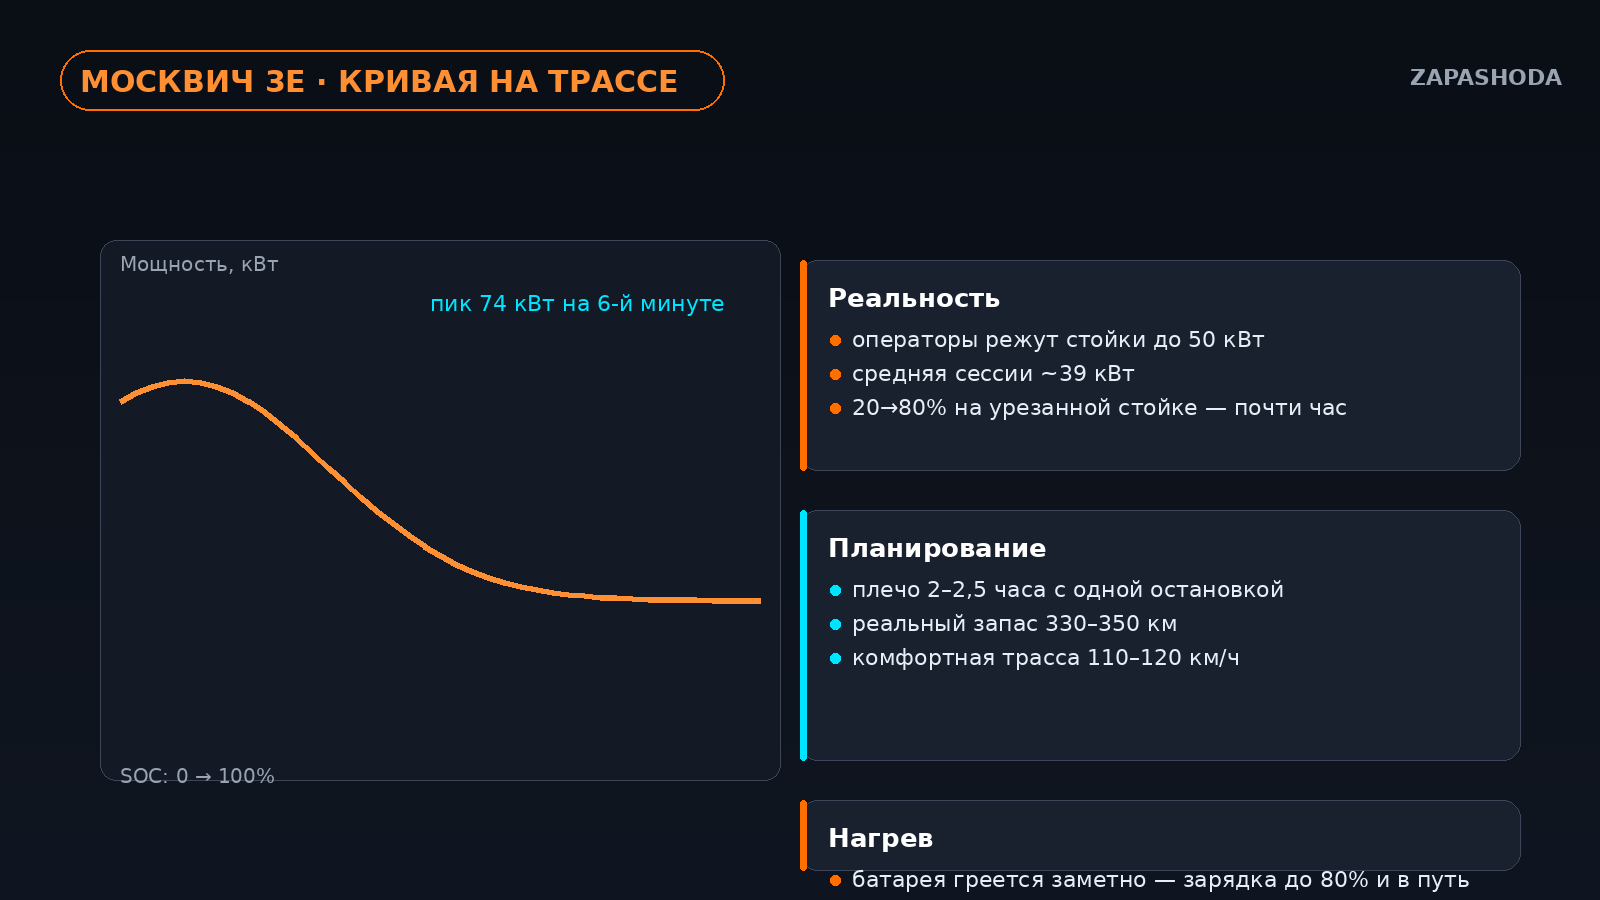 МОСКВИЧ 3Е · КРИВАЯ НА ТРАССЕ
ZAPASHODA
Мощность, кВт
пик 74 кВт на 6-й минуте
SOC: 0 → 100%
Реальность
операторы режут стойки до 50 кВт
средняя сессии ~39 кВт
20→80% на урезанной стойке — почти час
Планирование
плечо 2–2,5 часа с одной остановкой
реальный запас 330–350 км
комфортная трасса 110–120 км/ч
Нагрев
батарея греется заметно — зарядка до 80% и в путь